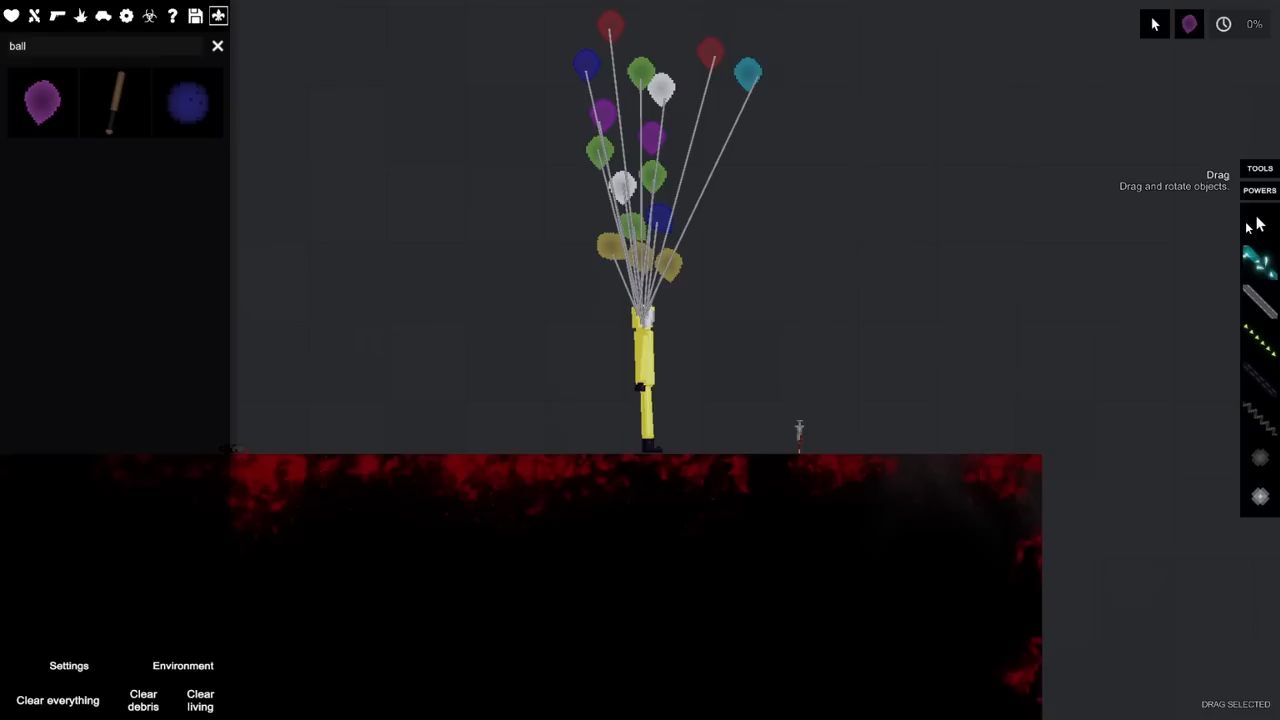 ball
0%
TOOLS
Drag
Drag and rotate objects.
POWERS
Settings
Environment
Clear everything
Clear debris
Clear living
DRAG SELECTED